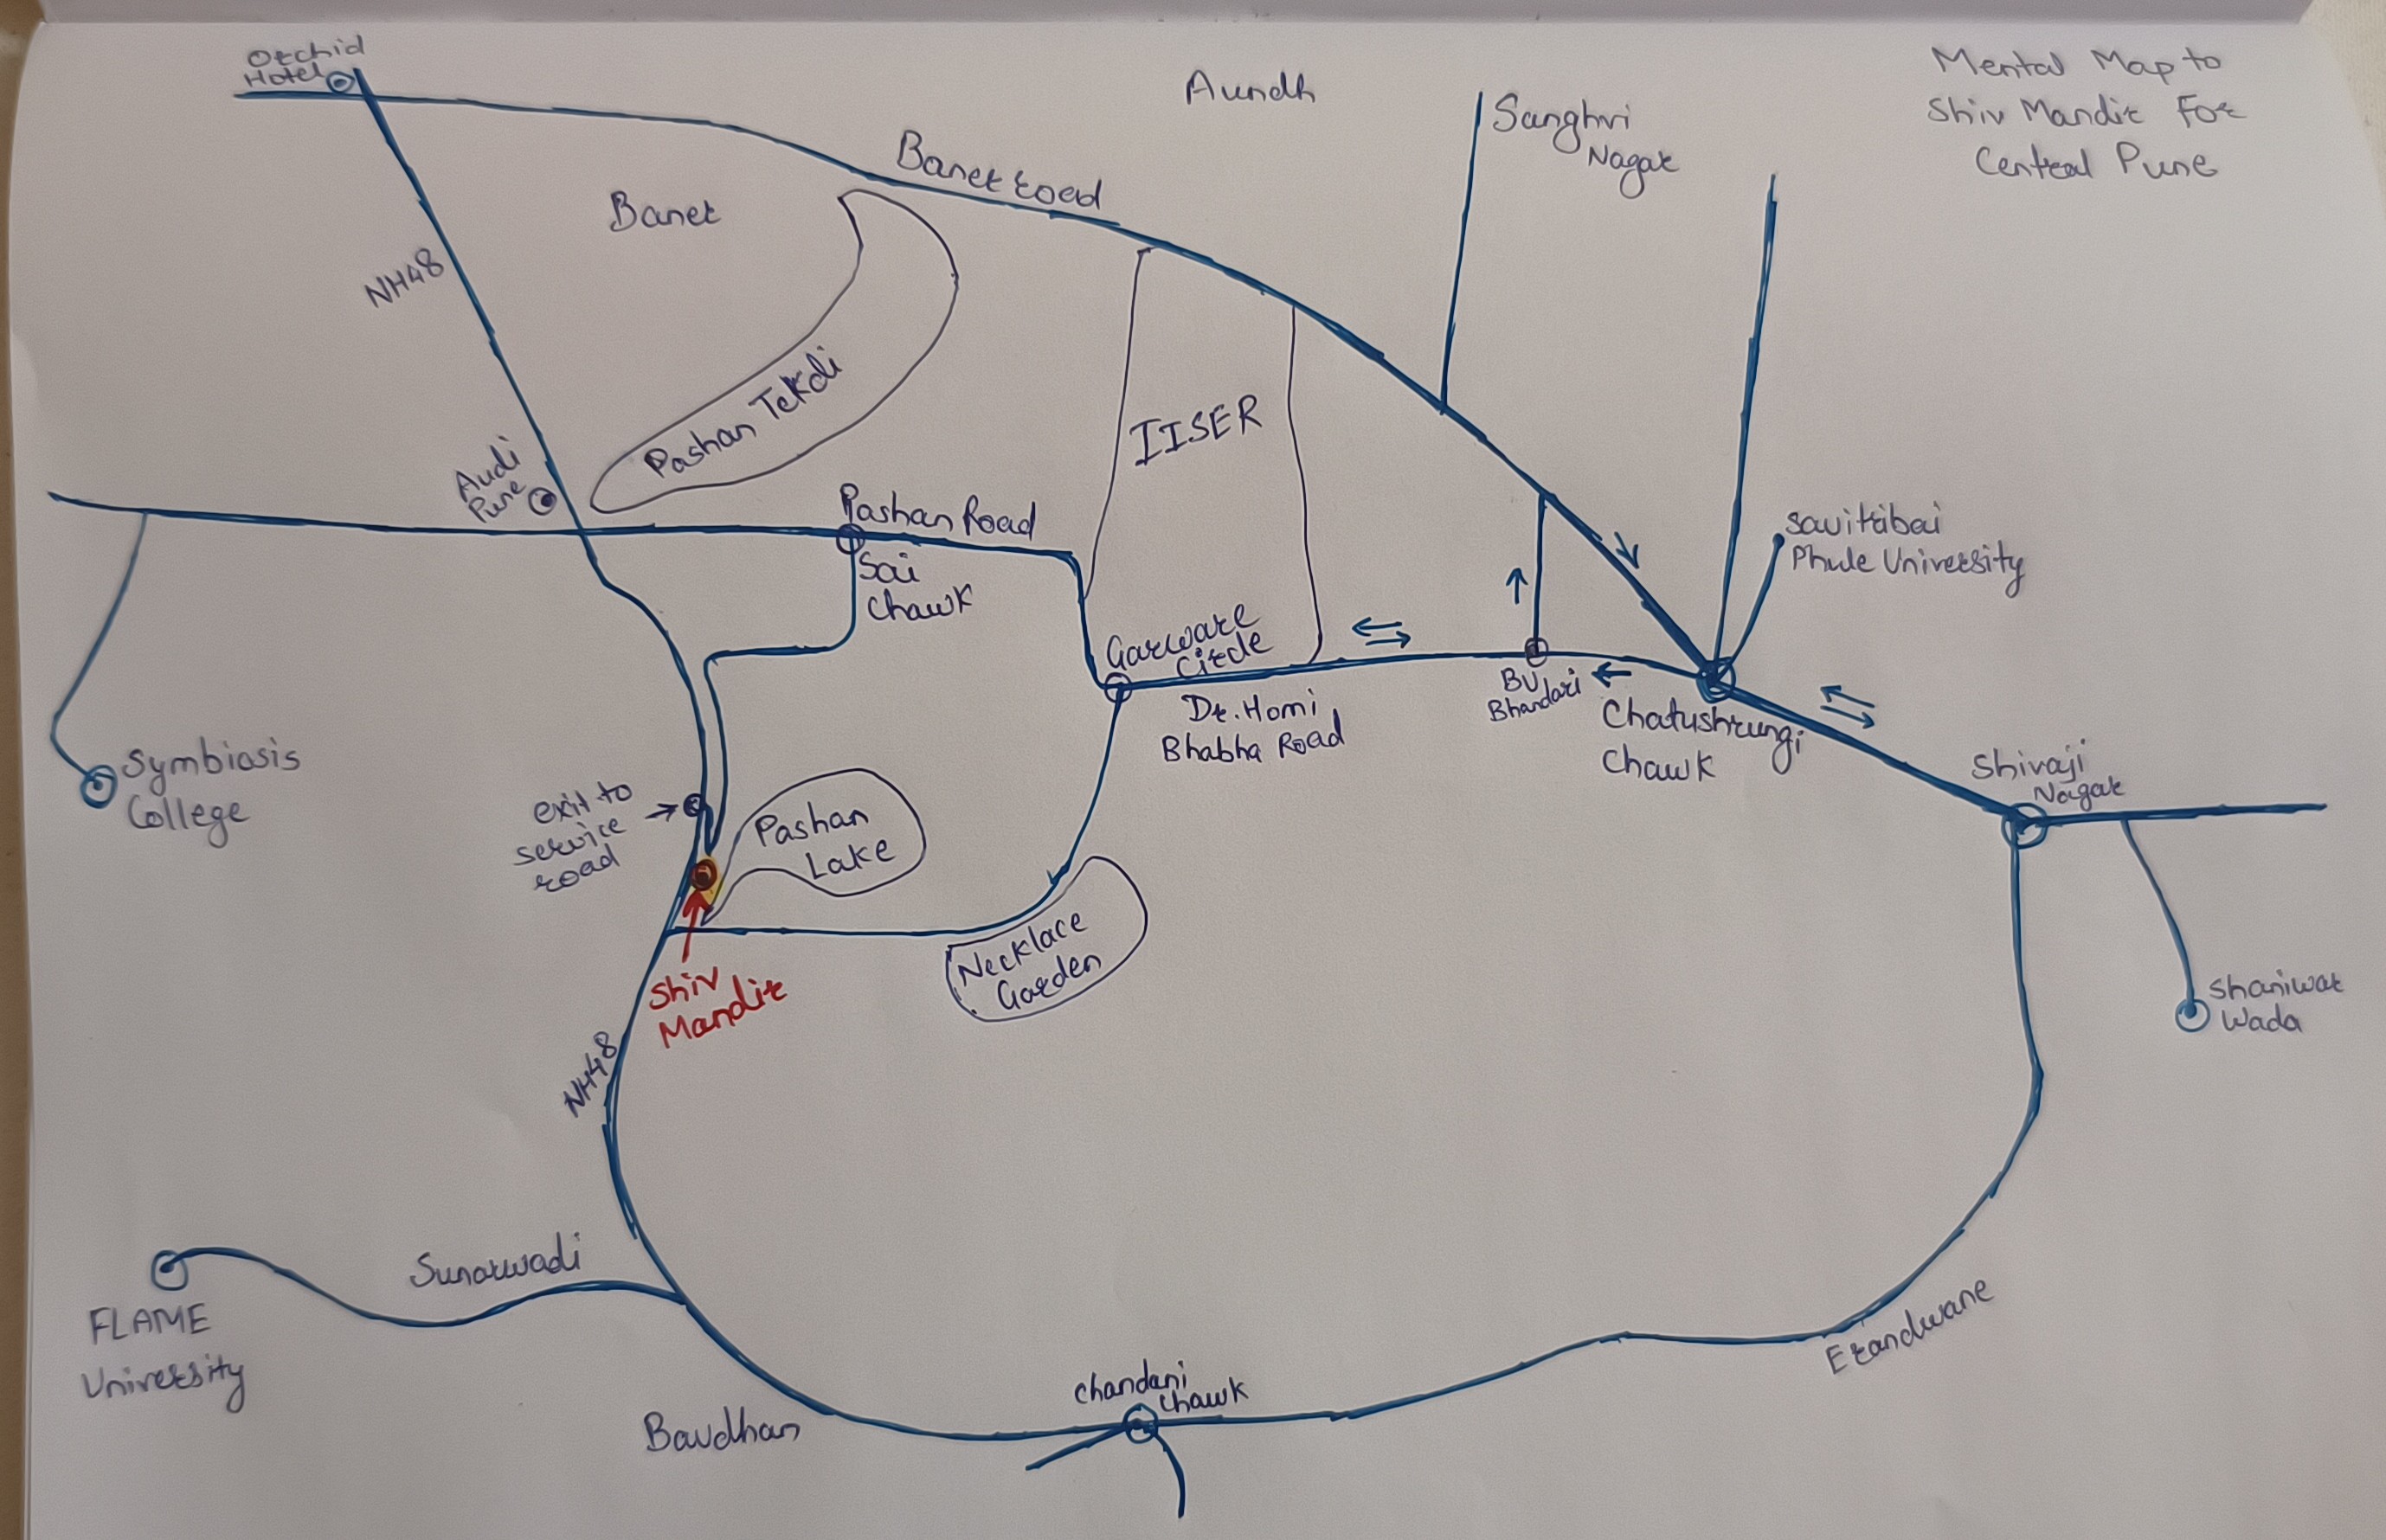 Mental Map to
Shiv Mandir For
Central Pune
Orchid
Hotel
Aundh
Sanghvi
Nagar
Baner road
Baner
NH48
Pashan Tekdi
IISER
Audi
Pune
Pashan Road
Sai
Chawk
Savitribai
Phule University
Garware
Circle
BU
Bhandari
Dr. Homi
Bhabha Road
Chatushrungi
Chawk
Shivaji
Nagar
Symbiosis
College
exit to
service
road
Pashan
Lake
Necklace
Garden
Shiv
Mandir
Shaniwar
Wada
NH48
Sunarwadi
FLAME
University
Erandwane
Chandani
Chawk
Bavdhan